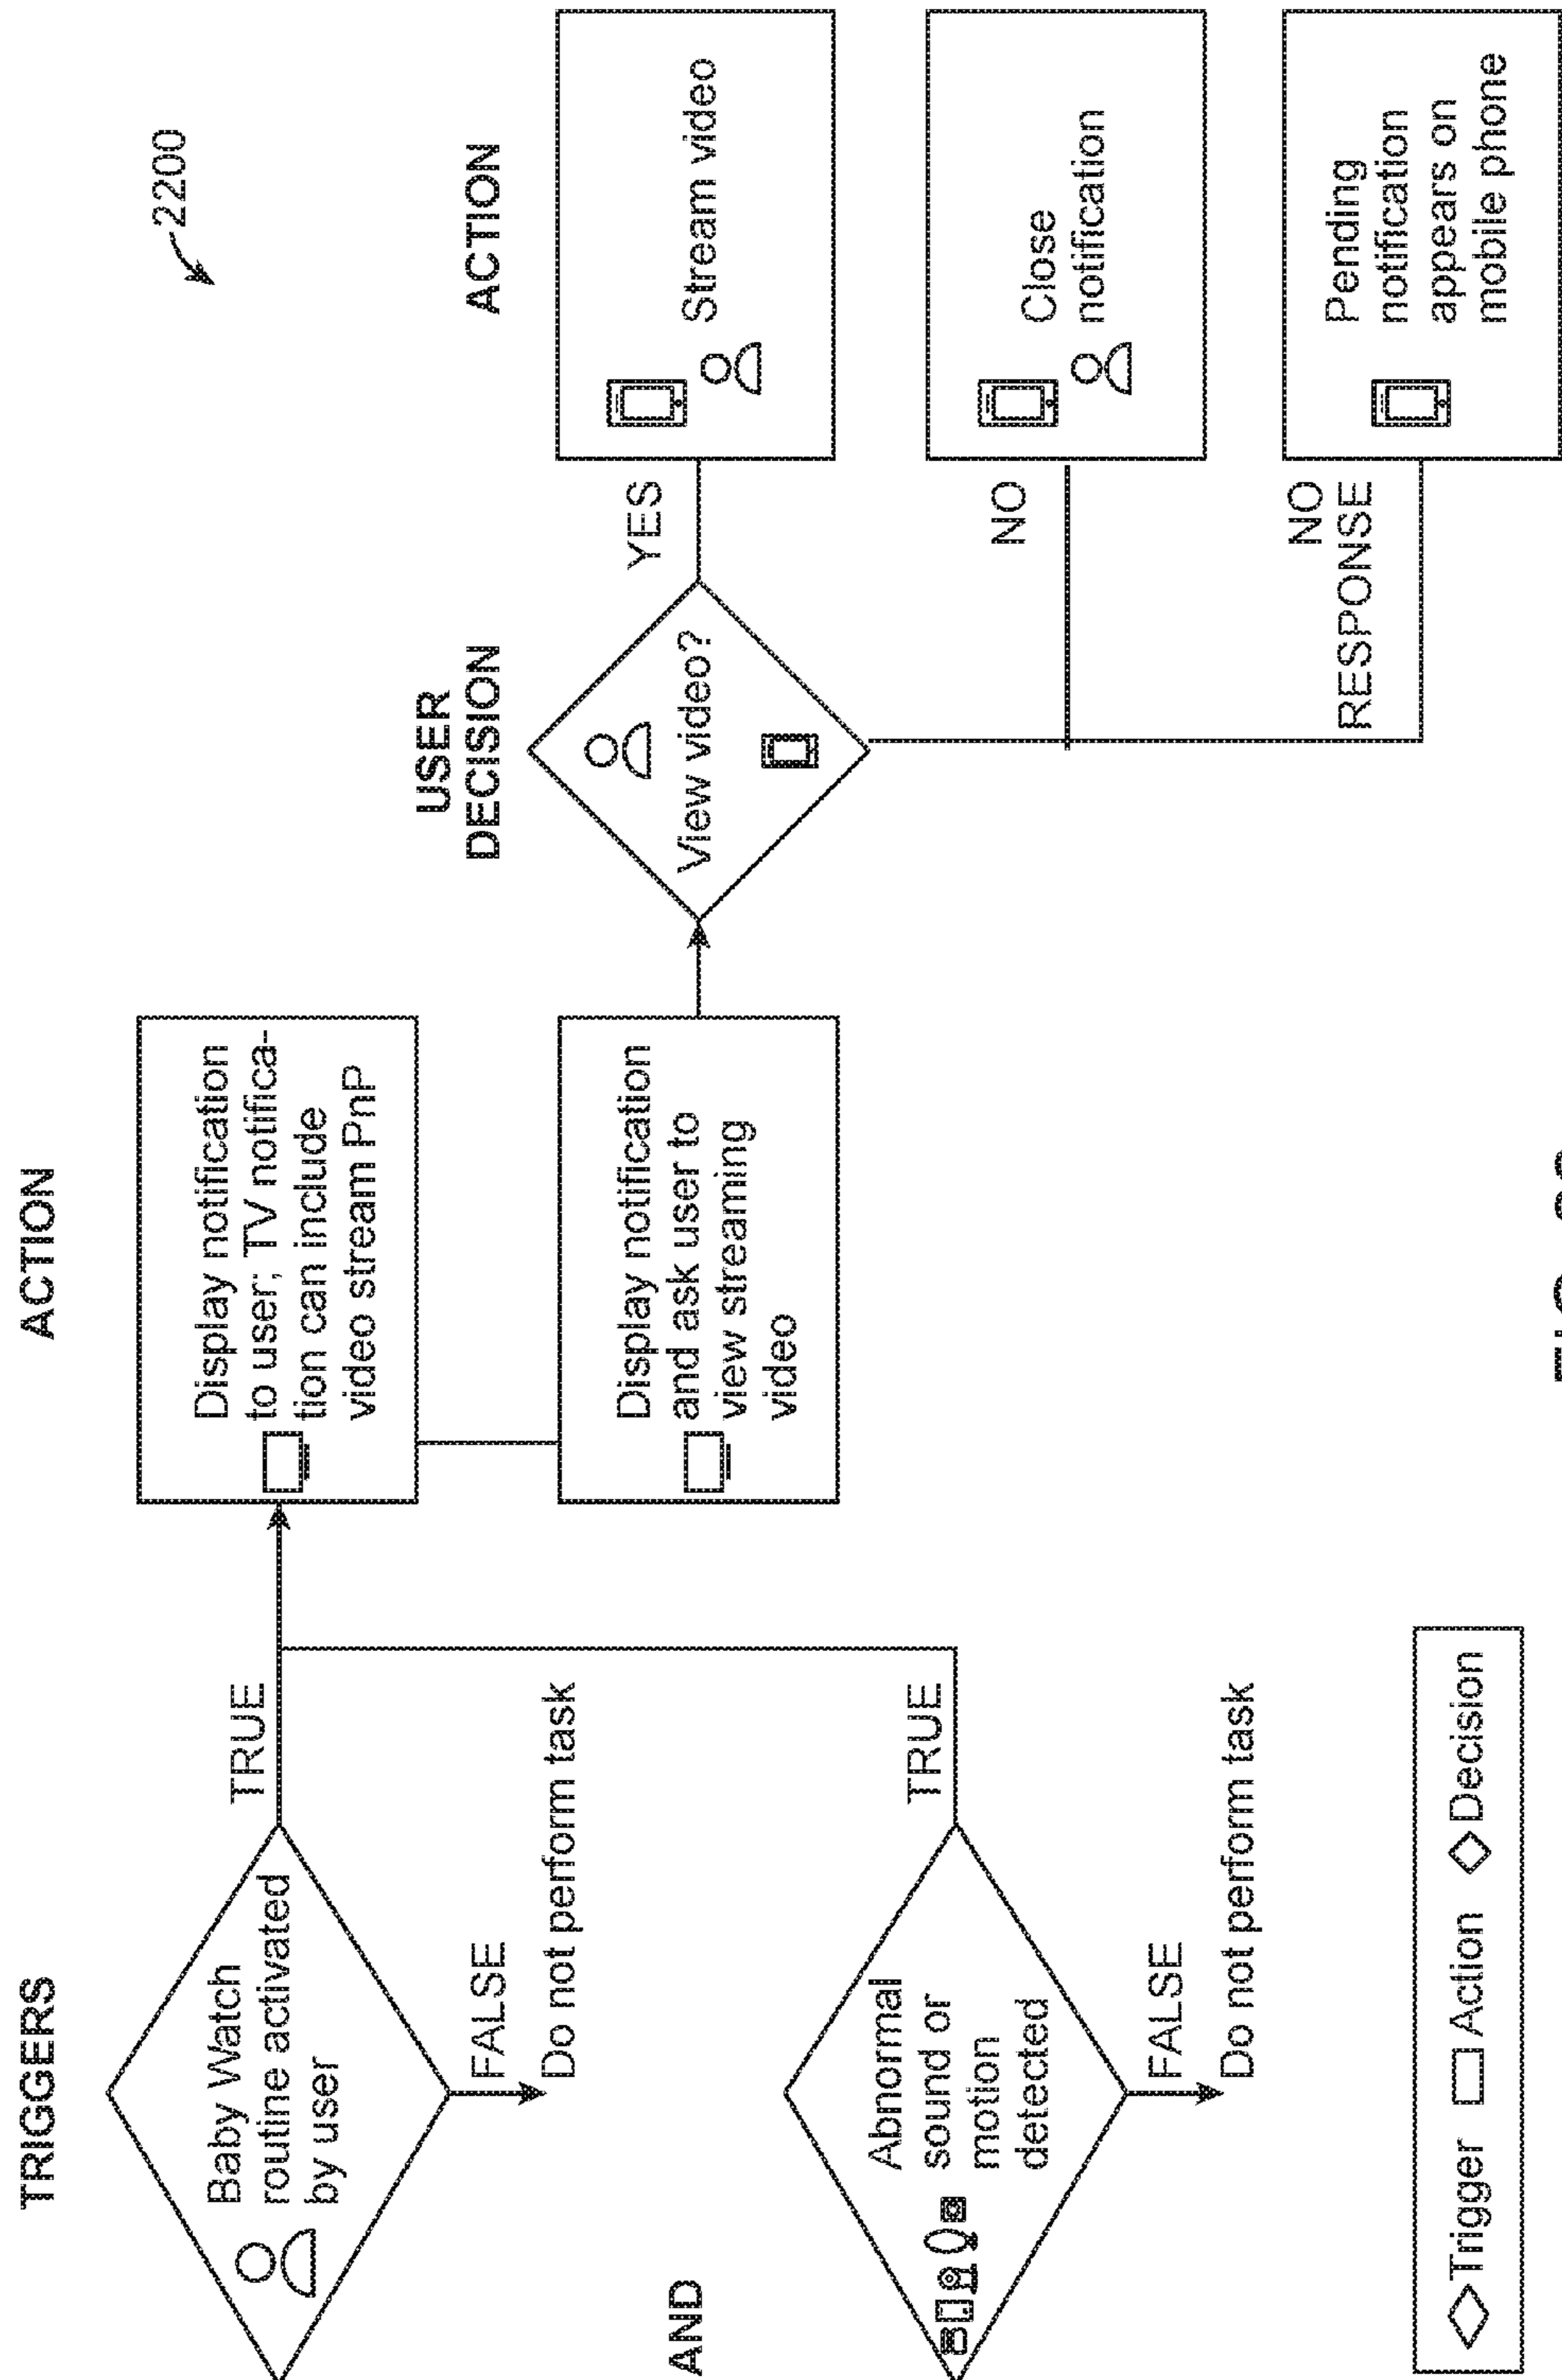 2200
TRIGGERS
ACTION
USER
DECISION
ACTION
Baby Watch
routine activated
by user
TRUE
FALSE
Do not perform task
AND
Abnormal
sound or
motion
detected
TRUE
FALSE
Do not perform task
Display notification
to user; TV notifica-
tion can include
video stream PnP
Display notification
and ask user to
view streaming
video
View video?
YES
Stream video
NO
Close
notification
NO
RESPONSE
Pending
notification
appears on
mobile phone
Trigger Action Decision